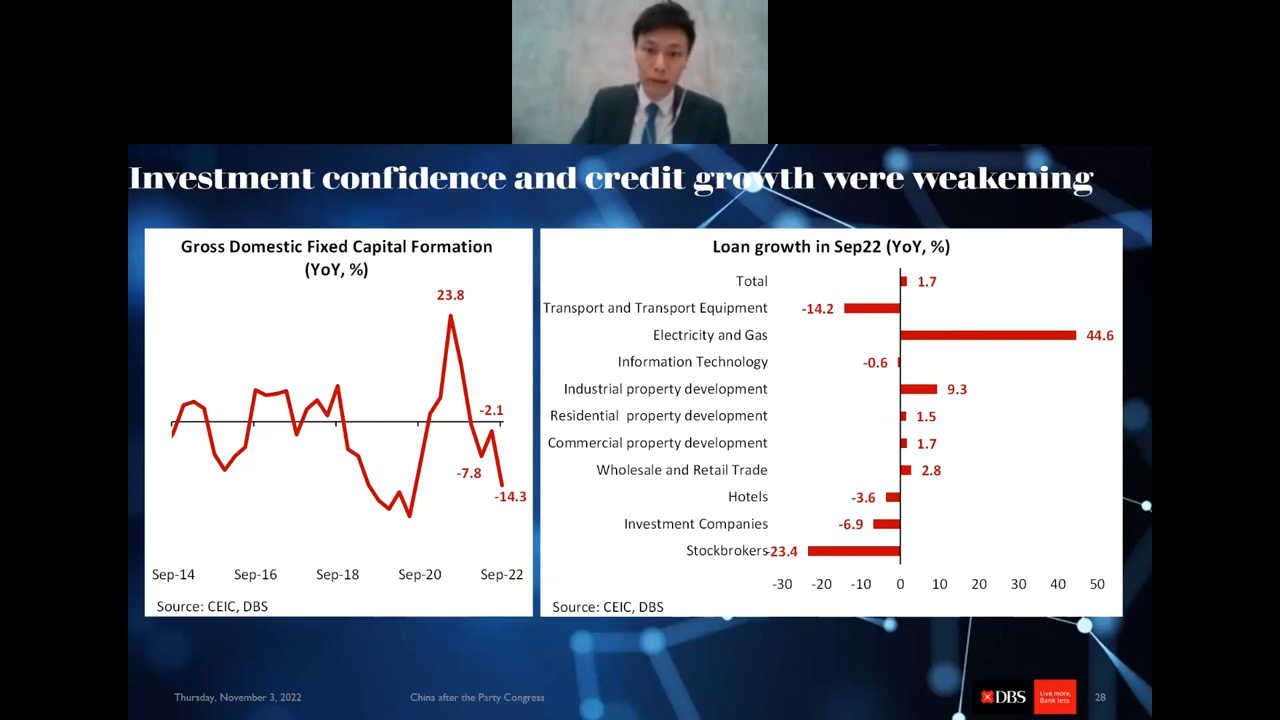 Investment confidence and credit growth were weakening
Gross Domestic Fixed Capital Formation
(YoY, %)
23.8
-2.1
-7.8
-14.3
Sep-14 Sep-16 Sep-18 Sep-20 Sep-22
Source: CEIC, DBS
Loan growth in Sep22 (YoY, %)
Total 1.7
Transport and Transport Equipment -14.2
Electricity and Gas 44.6
Information Technology -0.6
Industrial property development 9.3
Residential property development 1.5
Commercial property development 1.7
Wholesale and Retail Trade 2.8
Hotels -3.6
Investment Companies -6.9
Stockbrokers -23.4
-30 -20 -10 0 10 20 30 40 50
Source: CEIC, DBS
Thursday, November 3, 2022
China after the Party Congress
DBS
Live more,
Bank less
28